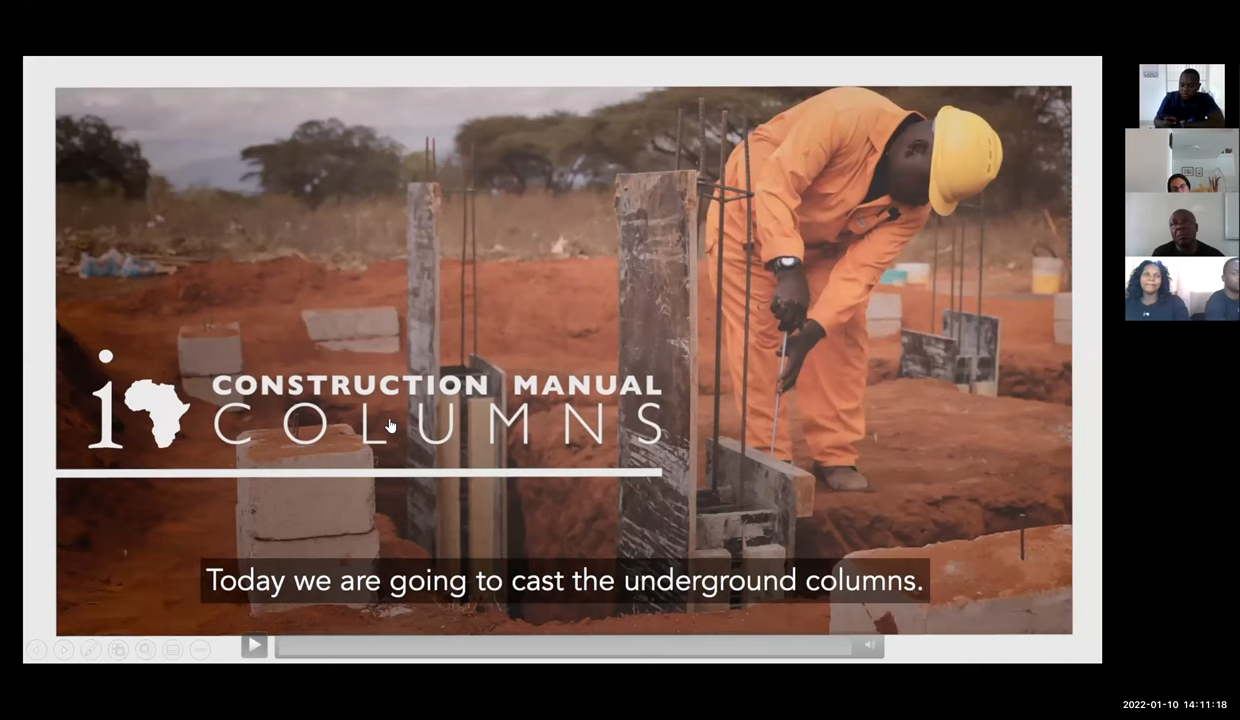 i
CONSTRUCTION MANUAL
COLUMNS
Today we are going to cast the underground columns.
2022-01-10 14:11:18